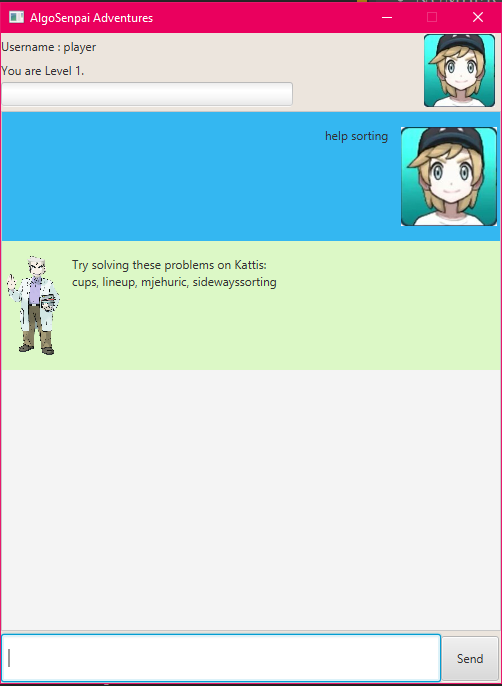 AlgoSenpai Adventures
Username : player
You are Level 1.
help sorting
Try solving these problems on Kattis:
cups, lineup, mjehuric, sidewayssorting
Send